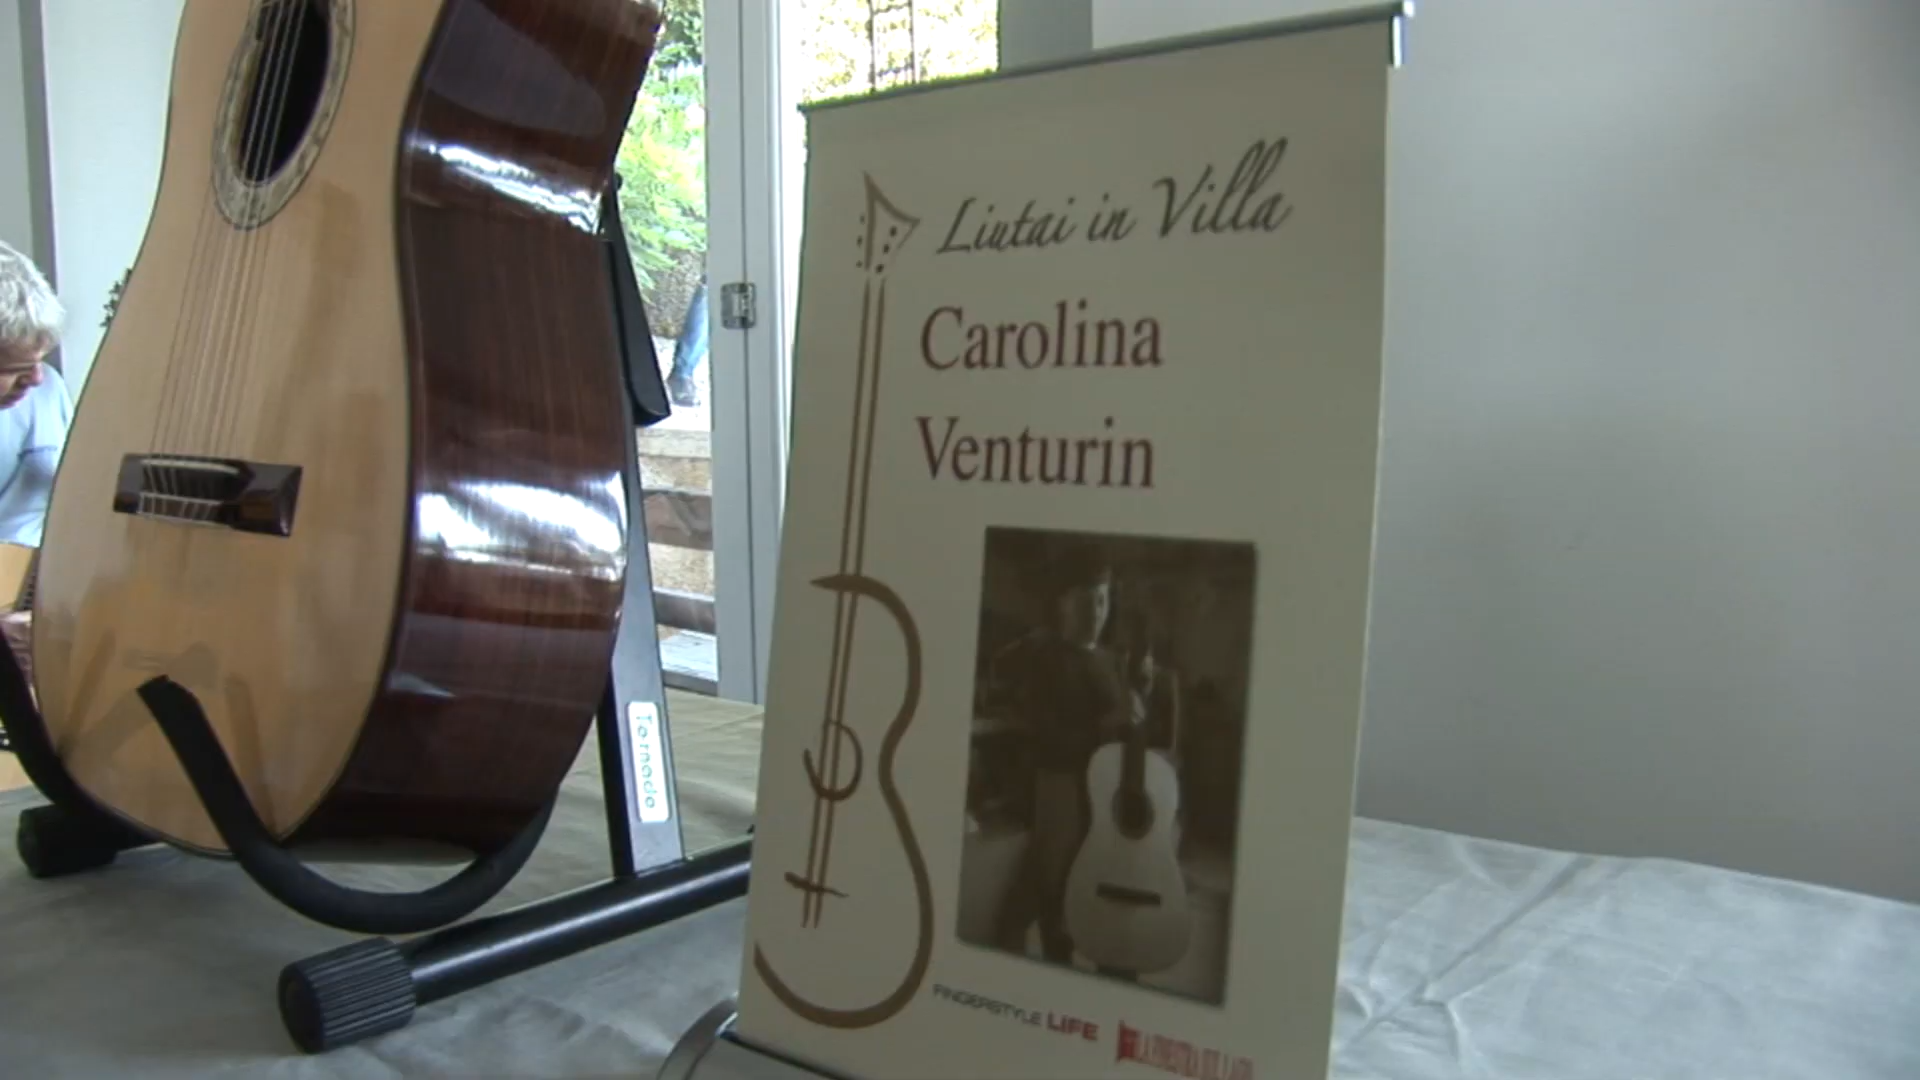 Liutai in Villa
Carolina
Venturin
Tornado
FINGERSTYLE LIFE